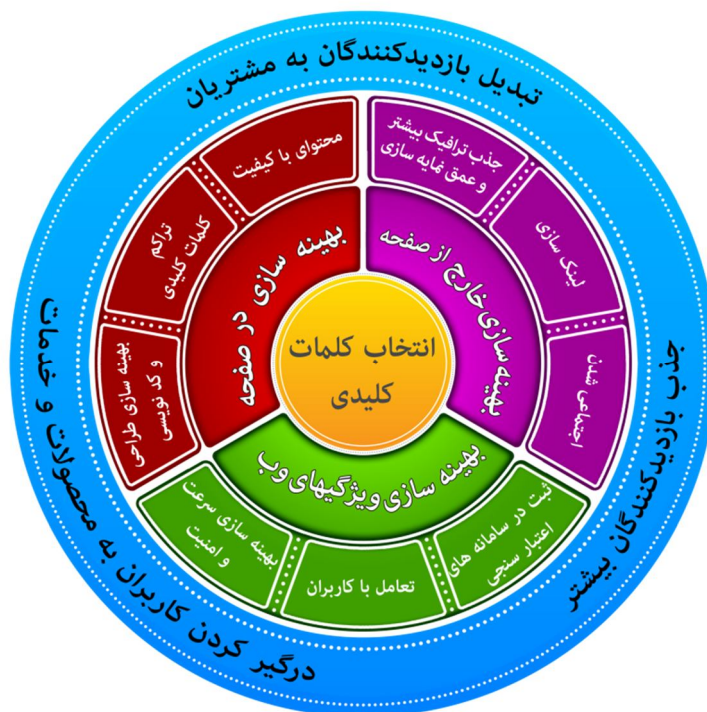 تبدیل بازدیدکنندگان به مشتریان
جذب بازدیدکنندگان بیشتر
درگیر کردن کاربران به محصولات و خدمات
انتخاب کلمات
کلیدی
بهینه سازی خارج از صفحه
جذب ترافیک بیشتر
و عمق نمایه سازی
لینک سازی
اجتماعی شدن
بهینه سازی ویژگیهای وب
ثبت در سامانه های
اعتبار سنجی
تعامل با کاربران
بهینه سازی سرعت
و امنیت
بهینه سازی در صفحه
بهینه سازی طراحی
و کد نویسی
تراکم
کلمات کلیدی
محتوای با کیفیت